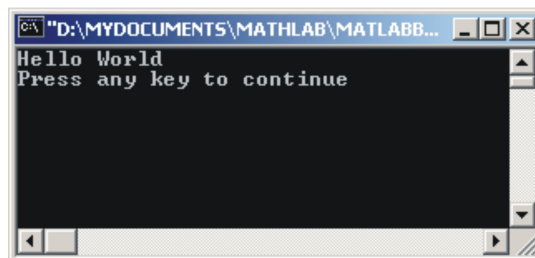 "D:\MYDOCUMENTS\MATHLAB\MATLABB...
Hello World
Press any key to continue